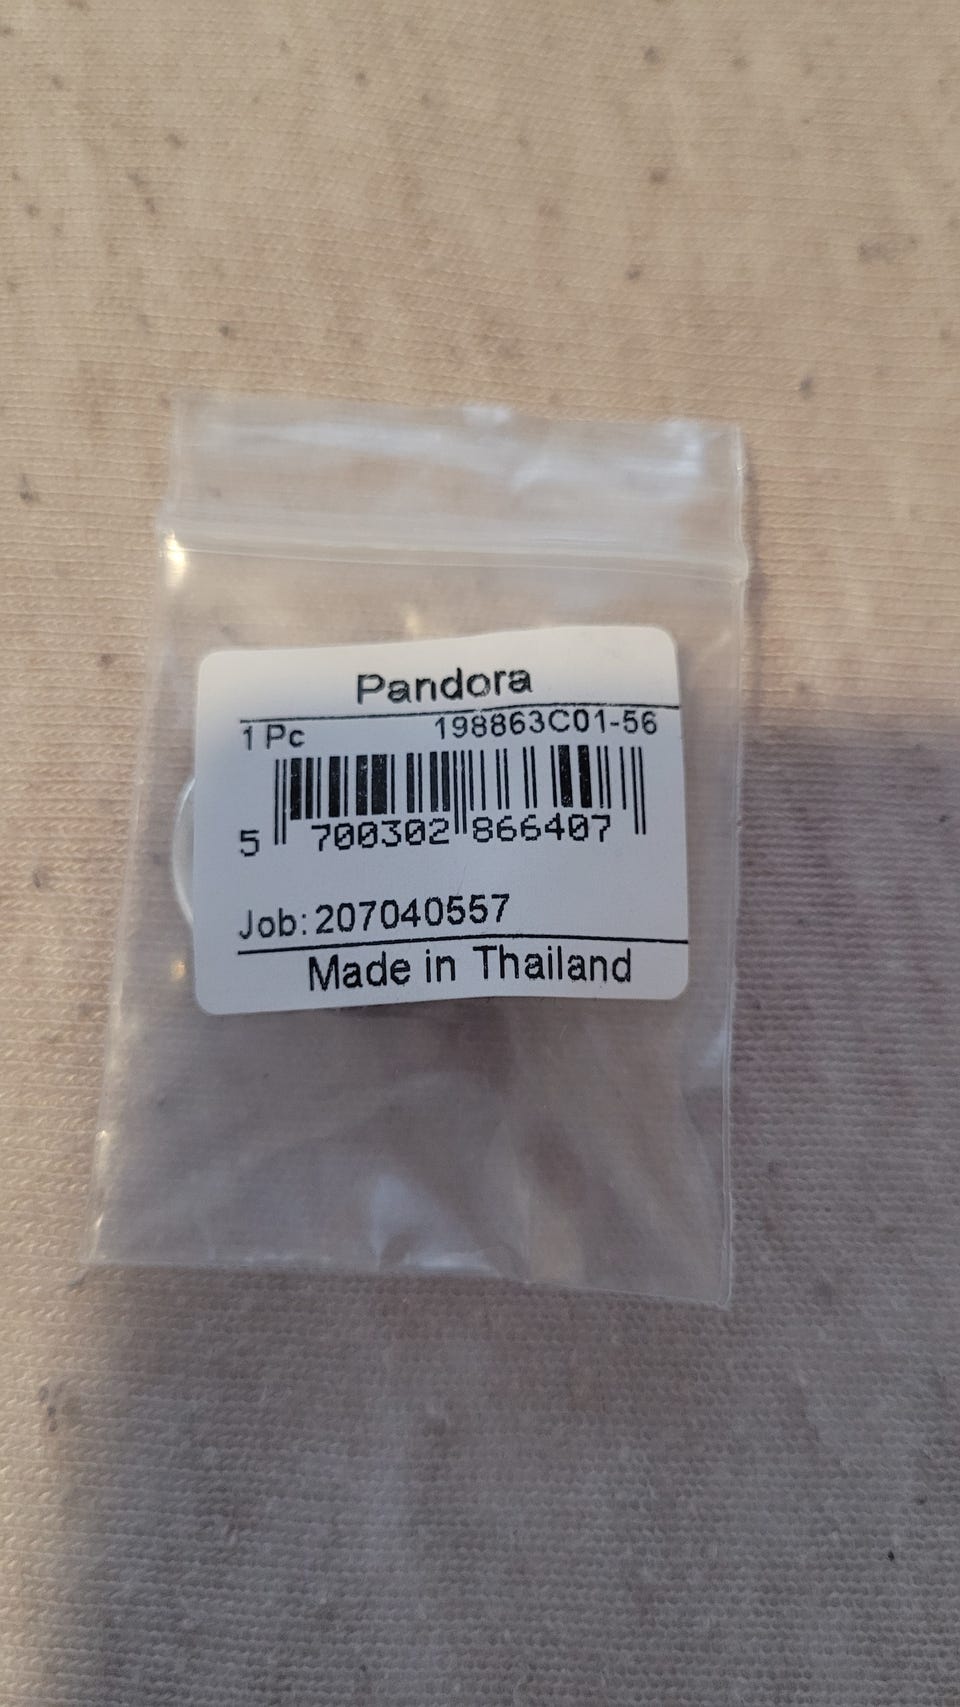 Pandora
1 Pc 198863C01-56
5 700302 866407
Job: 207040557
Made in Thailand